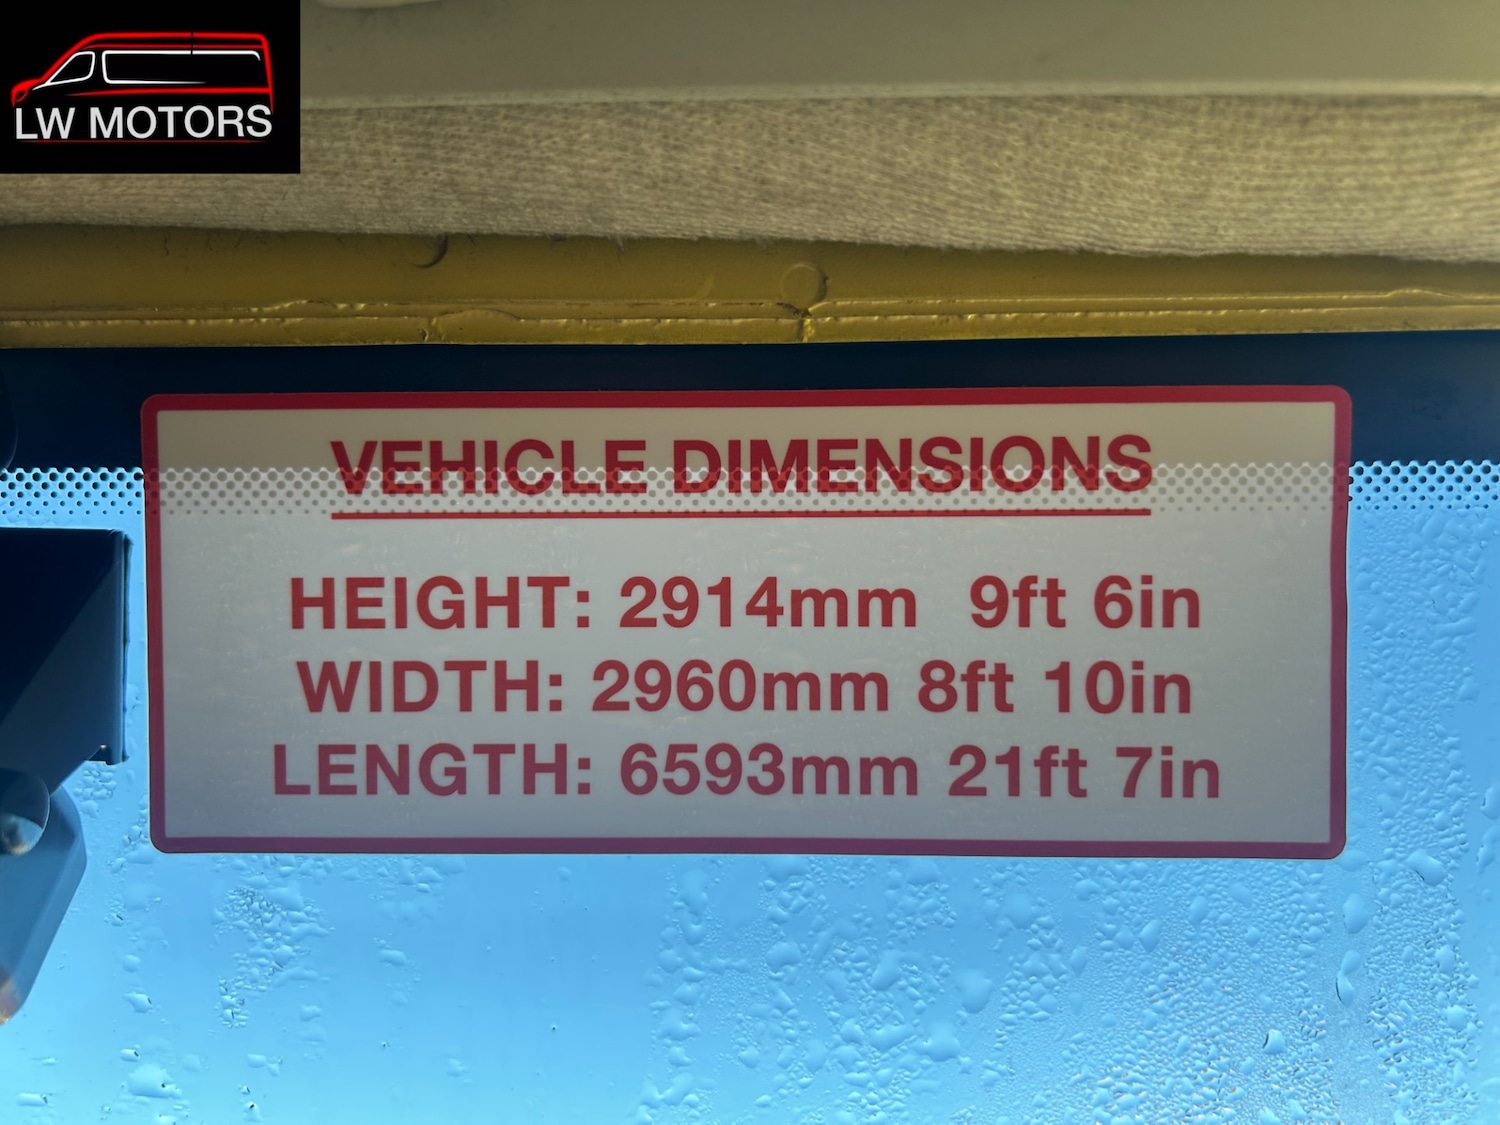 LW MOTORS
VEHICLE DIMENSIONS
HEIGHT: 2914mm 9ft 6in
WIDTH: 2960mm 8ft 10in
LENGTH: 6593mm 21ft 7in